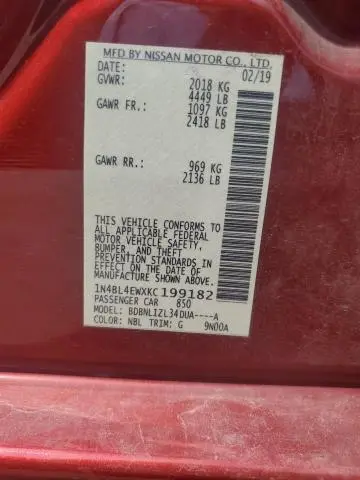 MFD BY NISSAN MOTOR CO., LTD.
DATE: 02/19
GVWR: 2018 KG
4449 LB
GAWR FR.: 1097 KG
2418 LB
GAWR RR.: 969 KG
2136 LB
THIS VEHICLE CONFORMS TO
ALL APPLICABLE FEDERAL
MOTOR VEHICLE SAFETY,
BUMPER, AND THEFT
PREVENTION STANDARDS IN
EFFECT ON THE DATE OF
MANUFACTURE SHOWN ABOVE.
1N4BL4EWXKC199182
PASSENGER CAR 850
MODEL: BDBNLIZL34DUA----A
COLOR: NBL TRIM: G 9N00A